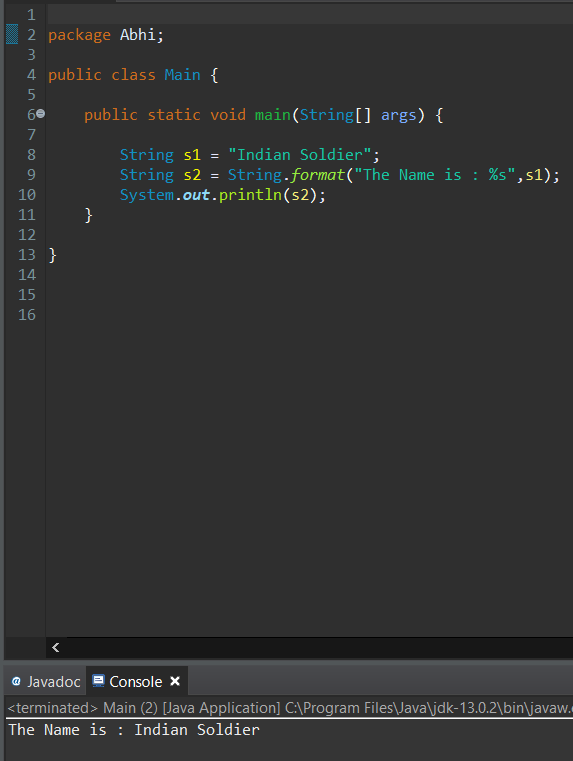 1
2 package Abhi;
3
4 public class Main {
5
6 public static void main(String[] args) {
7
8 String s1 = "Indian Soldier";
9 String s2 = String.format("The Name is : %s",s1);
10 System.out.println(s2);
11 }
12
13 }
14
15
16
@ Javadoc Console
<terminated> Main (2) [Java Application] C:\Program Files\Java\jdk-13.0.2\bin\javaw.
The Name is : Indian Soldier